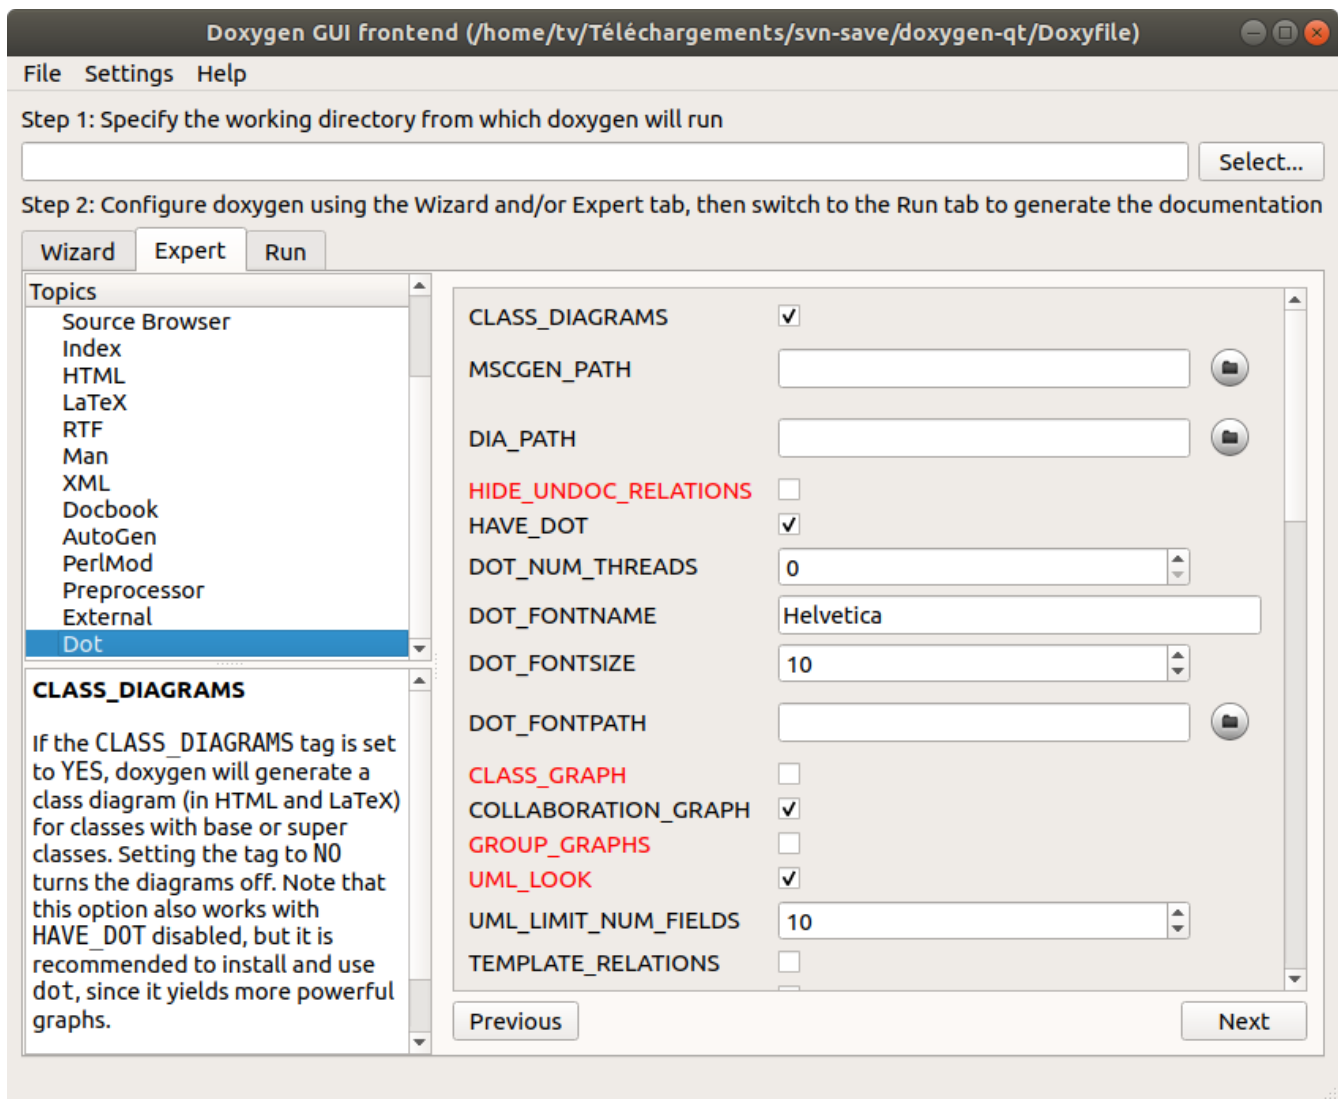 Doxygen GUI frontend (/home/tv/Téléchargements/svn-save/doxygen-qt/Doxyfile)
File Settings Help
Step 1: Specify the working directory from which doxygen will run
Select...
Step 2: Configure doxygen using the Wizard and/or Expert tab, then switch to the Run tab to generate the documentation
Wizard Expert Run
Topics
Source Browser
Index
HTML
LaTeX
RTF
Man
XML
Docbook
AutoGen
PerlMod
Preprocessor
External
Dot
CLASS_DIAGRAMS
If the CLASS_DIAGRAMS tag is set
to YES, doxygen will generate a
class diagram (in HTML and LaTeX)
for classes with base or super
classes. Setting the tag to NO
turns the diagrams off. Note that
this option also works with
HAVE_DOT disabled, but it is
recommended to install and use
dot, since it yields more powerful
graphs.
CLASS_DIAGRAMS
MSCGEN_PATH
DIA_PATH
HIDE_UNDOC_RELATIONS
HAVE_DOT
DOT_NUM_THREADS 0
DOT_FONTNAME Helvetica
DOT_FONTSIZE 10
DOT_FONTPATH
CLASS_GRAPH
COLLABORATION_GRAPH
GROUP_GRAPHS
UML_LOOK
UML_LIMIT_NUM_FIELDS 10
TEMPLATE_RELATIONS
Previous Next